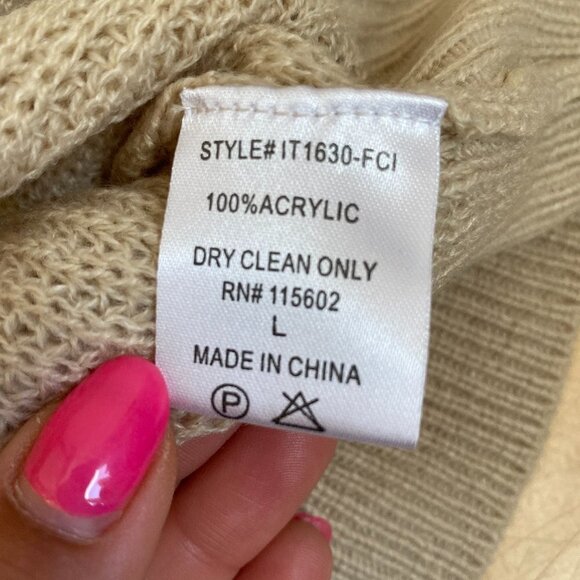 STYLE# IT1630-FCI
100%ACRYLIC
DRY CLEAN ONLY
RN# 115602
L
MADE IN CHINA
P